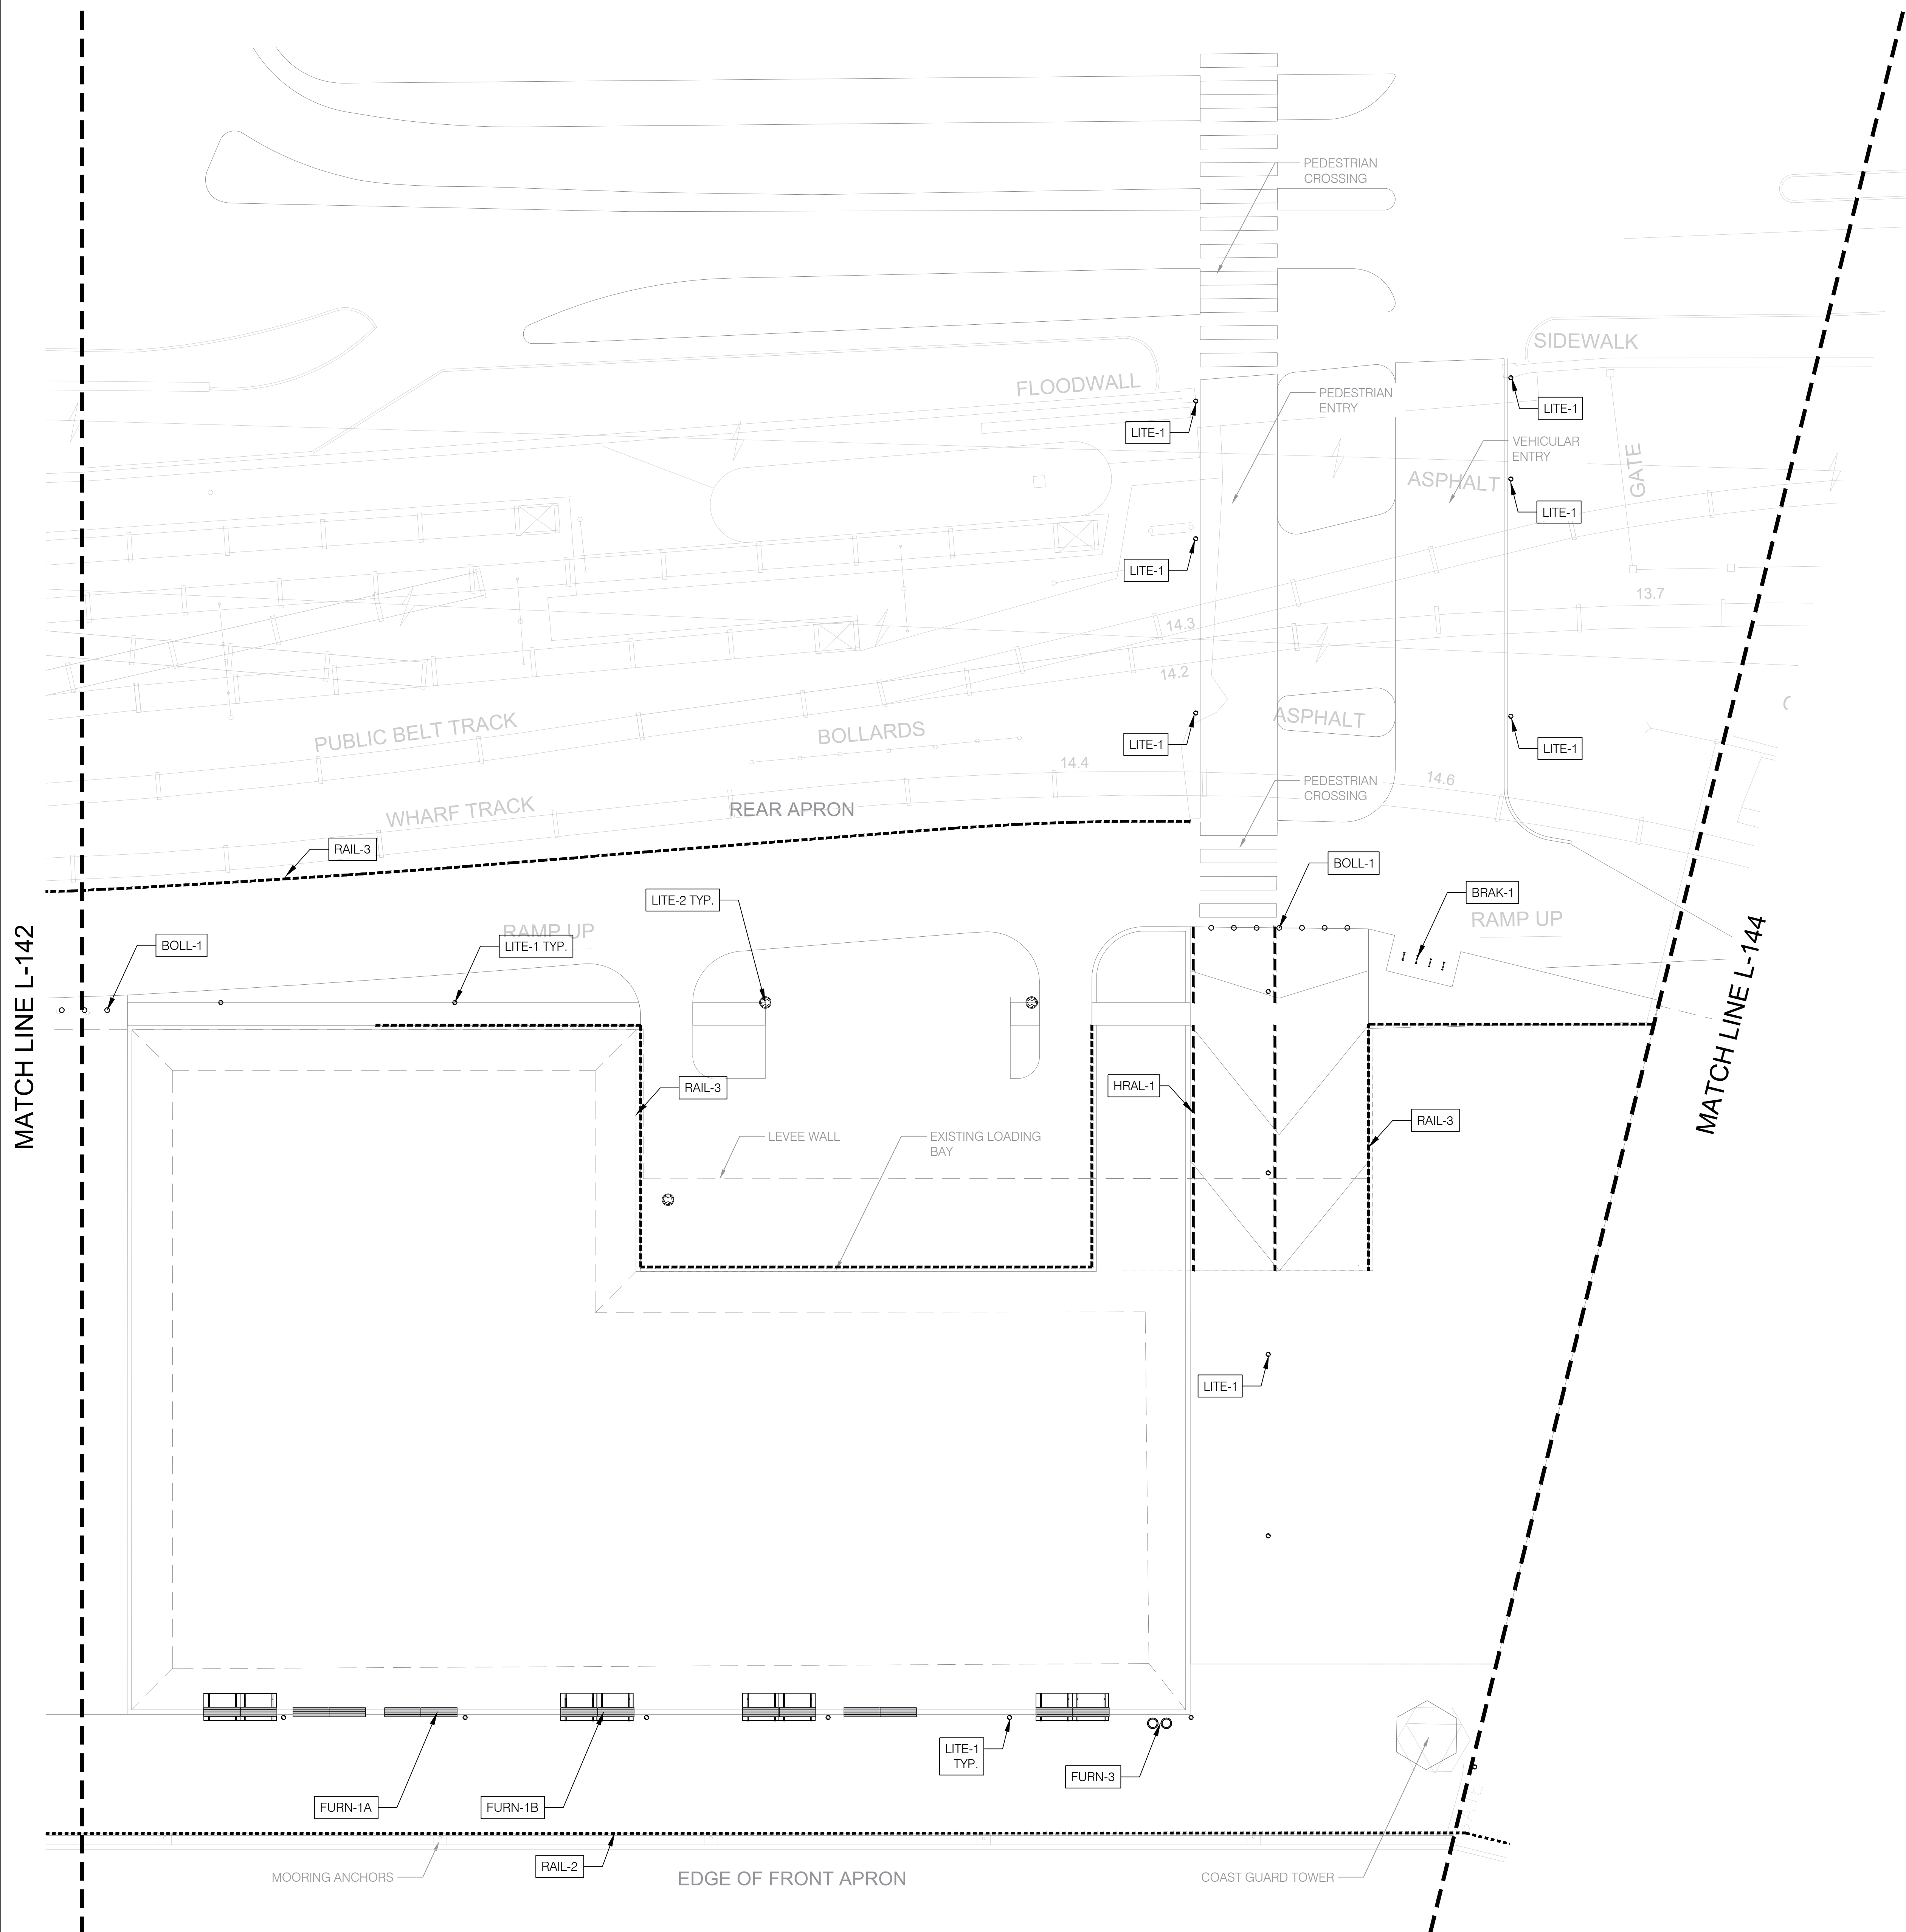 PEDESTRIAN
CROSSING
SIDEWALK
FLOODWALL
PEDESTRIAN
ENTRY
LITE-1
LITE-1
VEHICULAR
ENTRY
GATE
ASPHALT
LITE-1
LITE-1
13.7
14.3
14.2
PUBLIC BELT TRACK
BOLLARDS
ASPHALT
LITE-1
LITE-1
14.4
14.6
PEDESTRIAN
CROSSING
WHARF TRACK
REAR APRON
RAIL-3
BOLL-1
LITE-2 TYP.
BRAK-1
RAMP UP
RAMP UP
BOLL-1
LITE-1 TYP.
MATCH LINE L-142
MATCH LINE L-144
RAIL-3
HRAL-1
RAIL-3
LEVEE WALL
EXISTING LOADING
BAY
LITE-1
LITE-1
TYP.
FURN-3
FURN-1A
FURN-1B
RAIL-2
MOORING ANCHORS
EDGE OF FRONT APRON
COAST GUARD TOWER